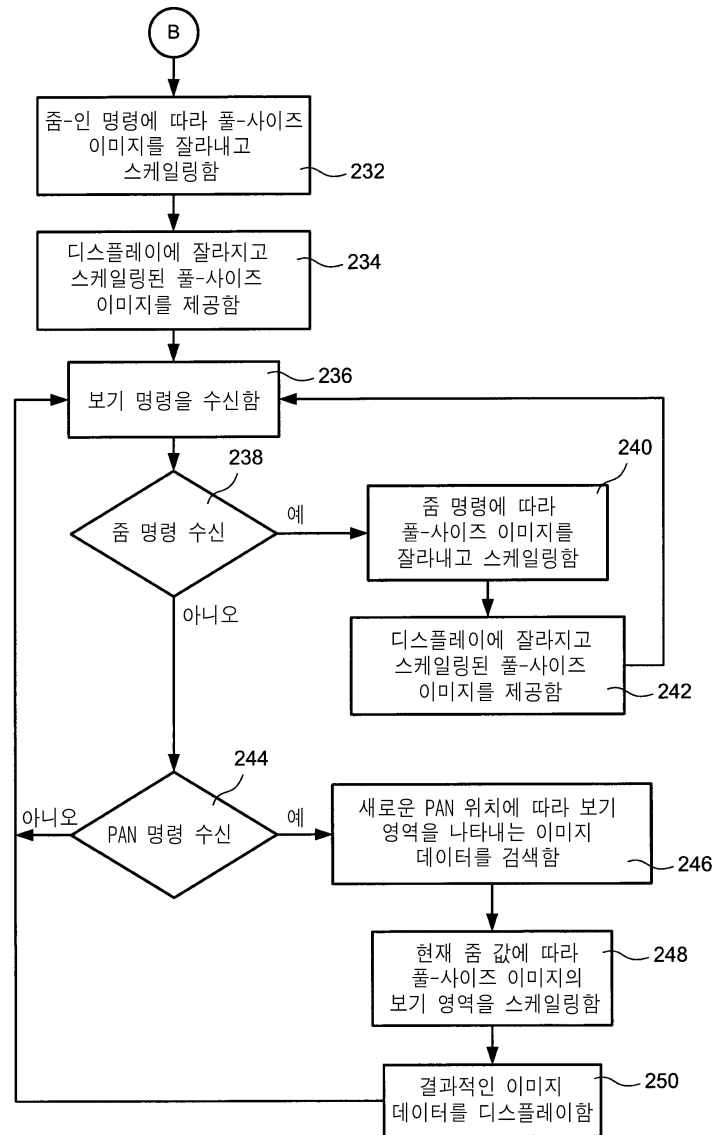 B
줌-인 명령에 따라 풀-사이즈
이미지를 잘라내고
스케일링함
232
디스플레이에 잘라지고
스케일링된 풀-사이즈
이미지를 제공함
234
보기 명령을 수신함
236
238
줌 명령 수신
예
아니오
240
줌 명령에 따라
풀-사이즈 이미지를
잘라내고 스케일링함
디스플레이에 잘라지고
스케일링된 풀-사이즈
이미지를 제공함
242
244
아니오
PAN 명령 수신
예
새로운 PAN 위치에 따라 보기
영역을 나타내는 이미지
데이터를 검색함
246
현재 줌 값에 따라
풀-사이즈 이미지의
보기 영역을 스케일링함
248
결과적인 이미지
데이터를 디스플레이함
250